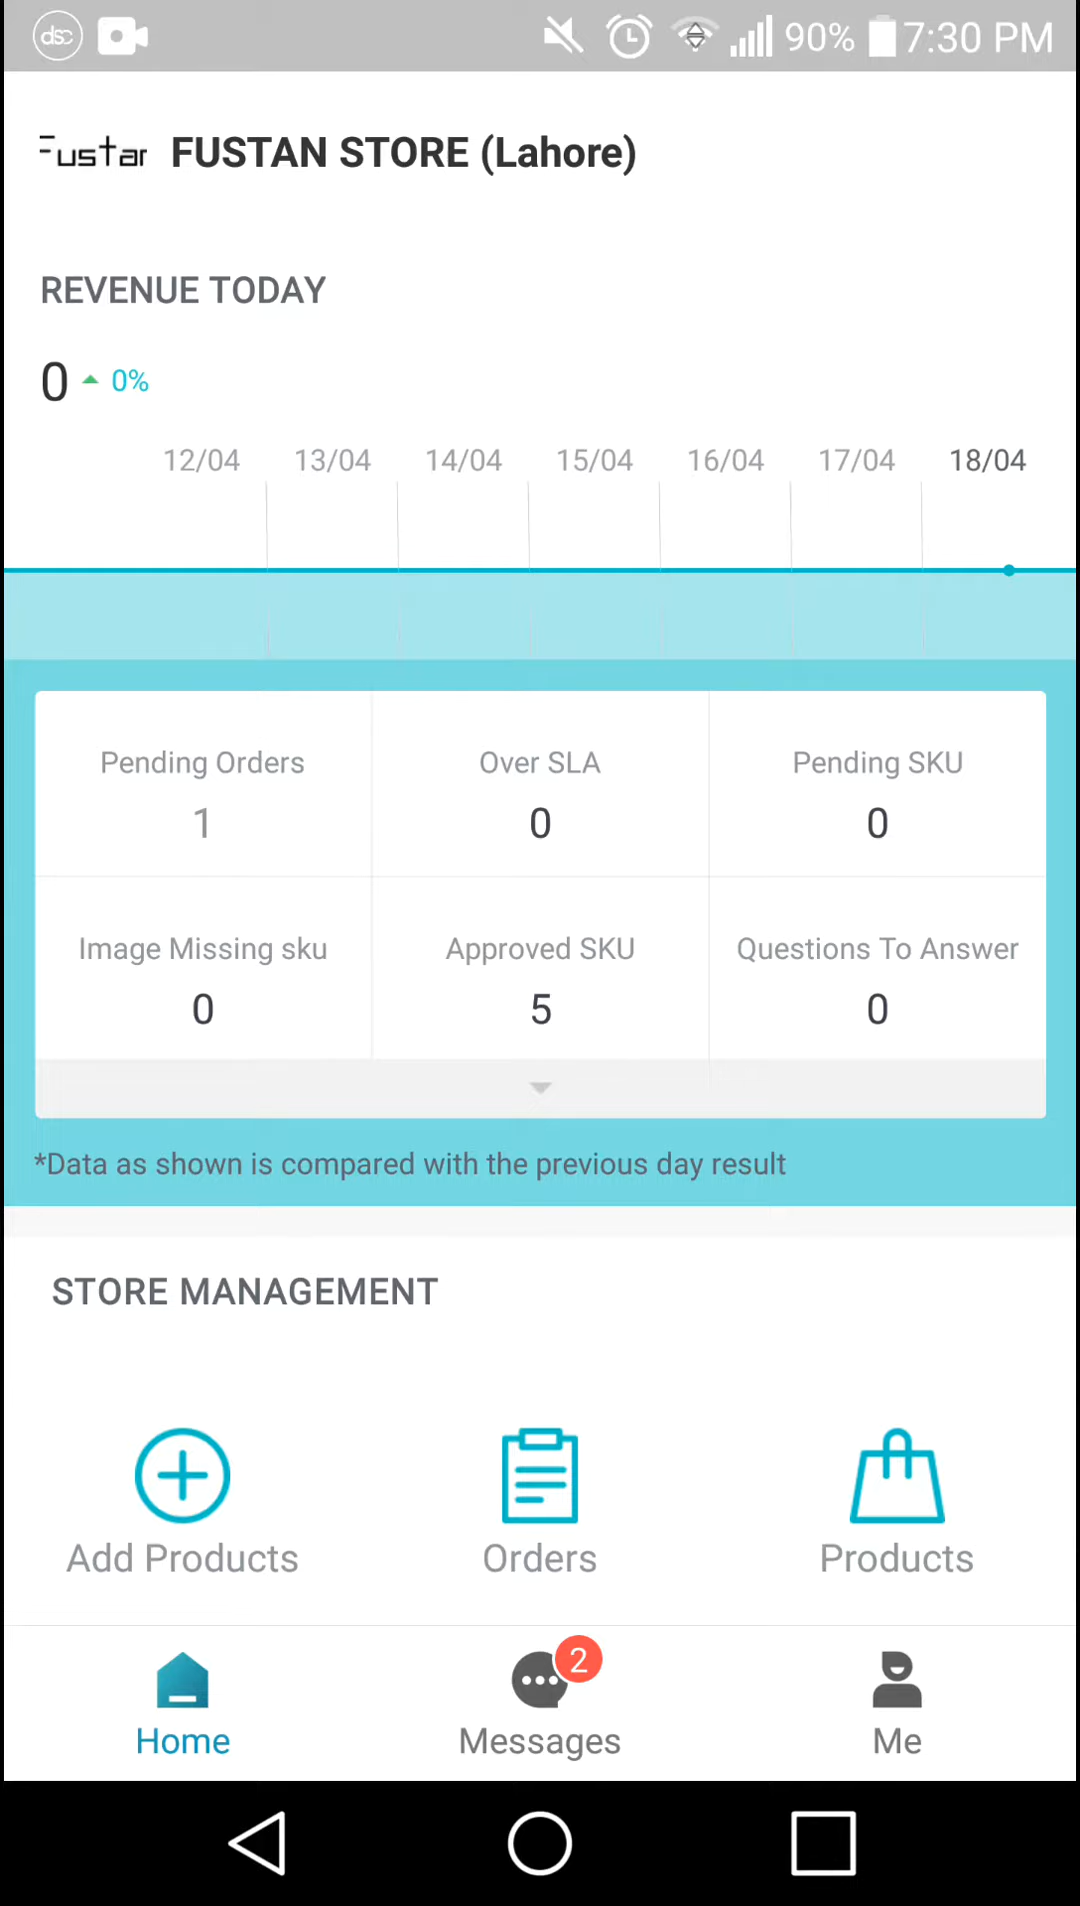 dsc 90% 7:30 PM
Fustan FUSTAN STORE (Lahore)
REVENUE TODAY
0 0%
12/04 13/04 14/04 15/04 16/04 17/04 18/04
Pending Orders Over SLA Pending SKU
1 0 0
Image Missing sku Approved SKU Questions To Answer
0 5 0
*Data as shown is compared with the previous day result
STORE MANAGEMENT
Add Products Orders Products
2
Home Messages Me